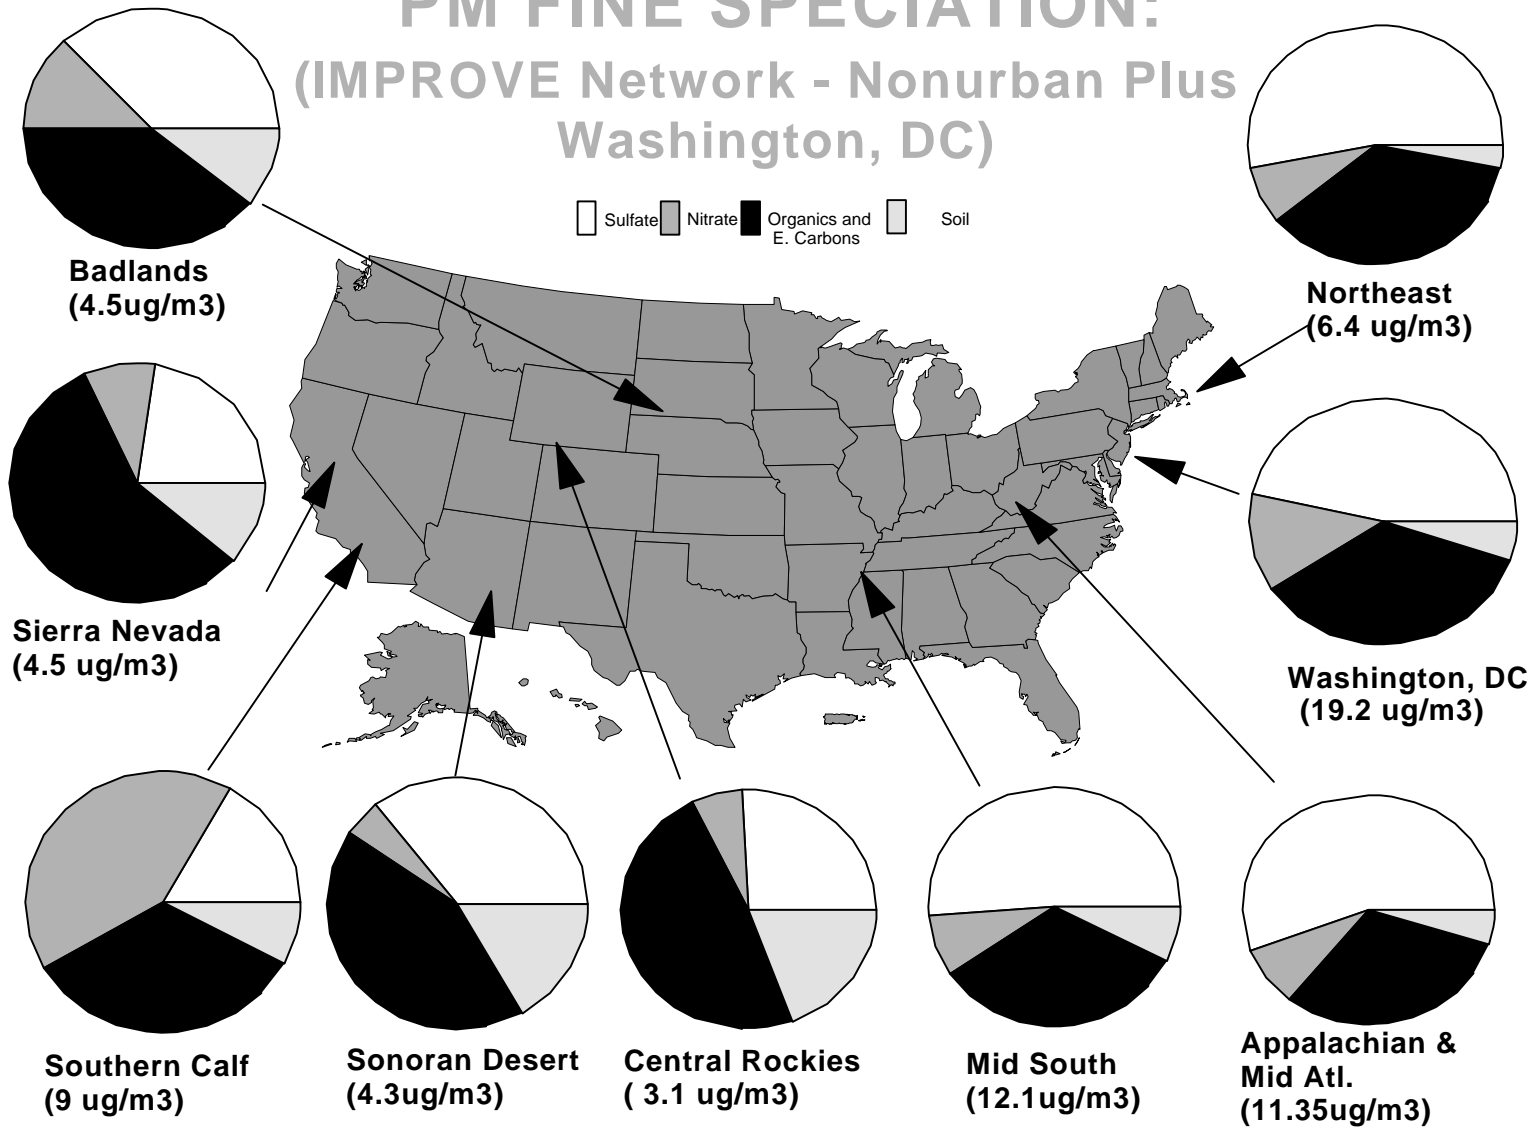 PM FINE SPECIATION:
(IMPROVE Network - Nonurban Plus
Washington, DC)
Sulfate Nitrate Organics and Soil
E. Carbons
Badlands
(4.5ug/m3)
Northeast
(6.4 ug/m3)
Sierra Nevada
(4.5 ug/m3)
Washington, DC
(19.2 ug/m3)
Southern Calf
(9 ug/m3)
Sonoran Desert
(4.3ug/m3)
Central Rockies
( 3.1 ug/m3)
Mid South
(12.1ug/m3)
Appalachian &
Mid Atl.
(11.35ug/m3)